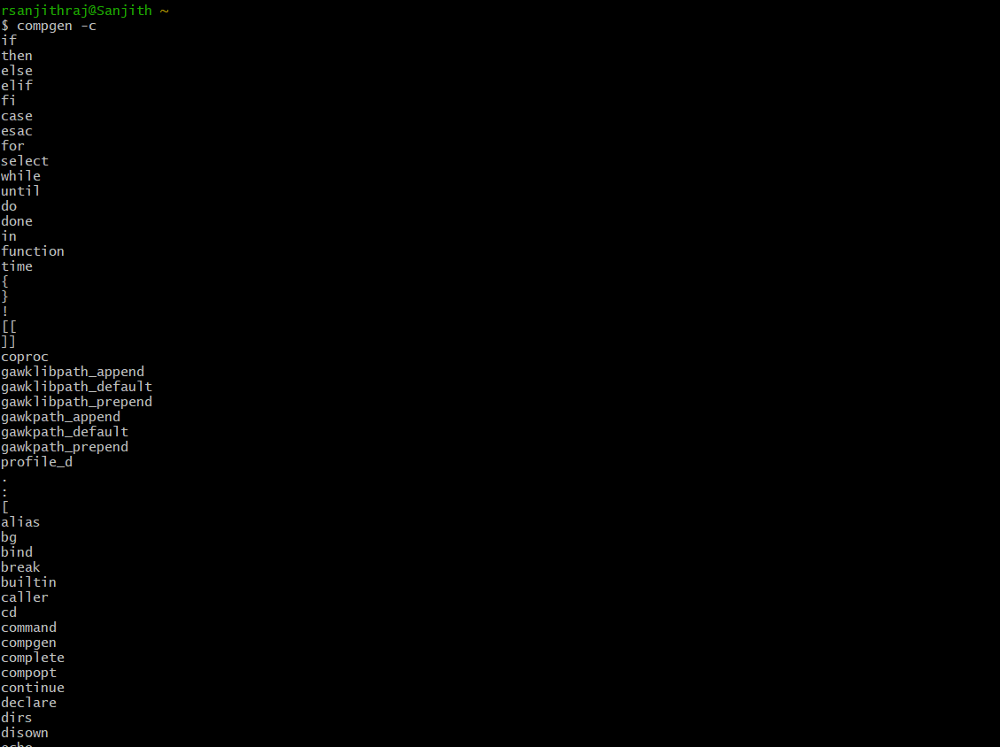 rsanjithraj@Sanjith ~
$ compgen -c
if
then
else
elif
fi
case
esac
for
select
while
until
do
done
in
function
time
{
}
!
[[
]]
coproc
gawklibpath_append
gawklibpath_default
gawklibpath_prepend
gawkpath_append
gawkpath_default
gawkpath_prepend
profile_d
.
:
[
alias
bg
bind
break
builtin
caller
cd
command
compgen
complete
compopt
continue
declare
dirs
disown
echo